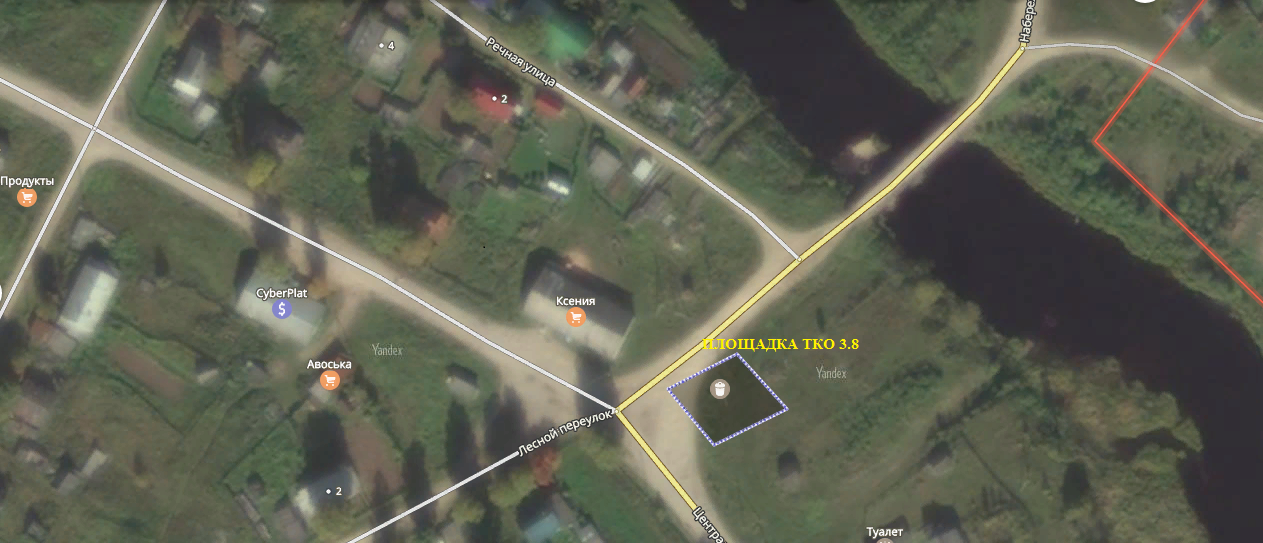 Набереж
4
Речная улица
2
Продукты
CyberPlat
$
Ксения
ПЛОЩАДКА ТКО 3.8
Yandex
Авоська
Yandex
Лесной переулок
2
Центра
Туалет